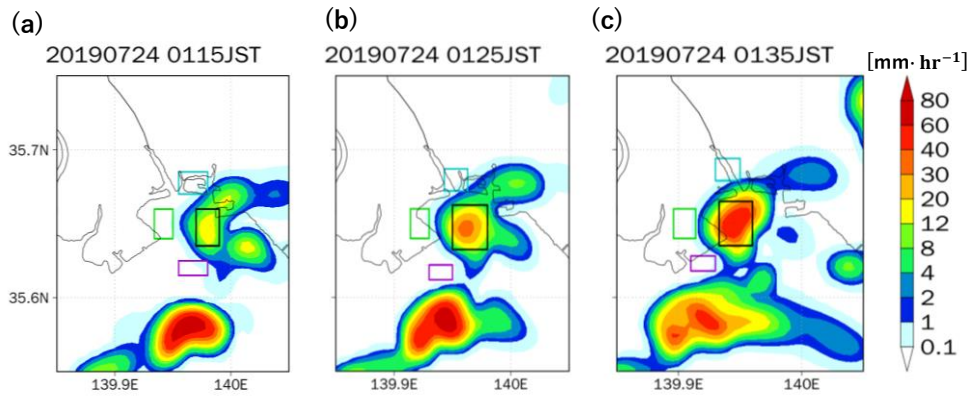 (a)
(b)
(c)
20190724 0115JST
20190724 0125JST
20190724 0135JST
[mm· hr⁻¹]
35.7N
35.6N
139.9E
140E
139.9E
140E
139.9E
140E
80
60
40
30
20
12
8
4
2
1
0.1